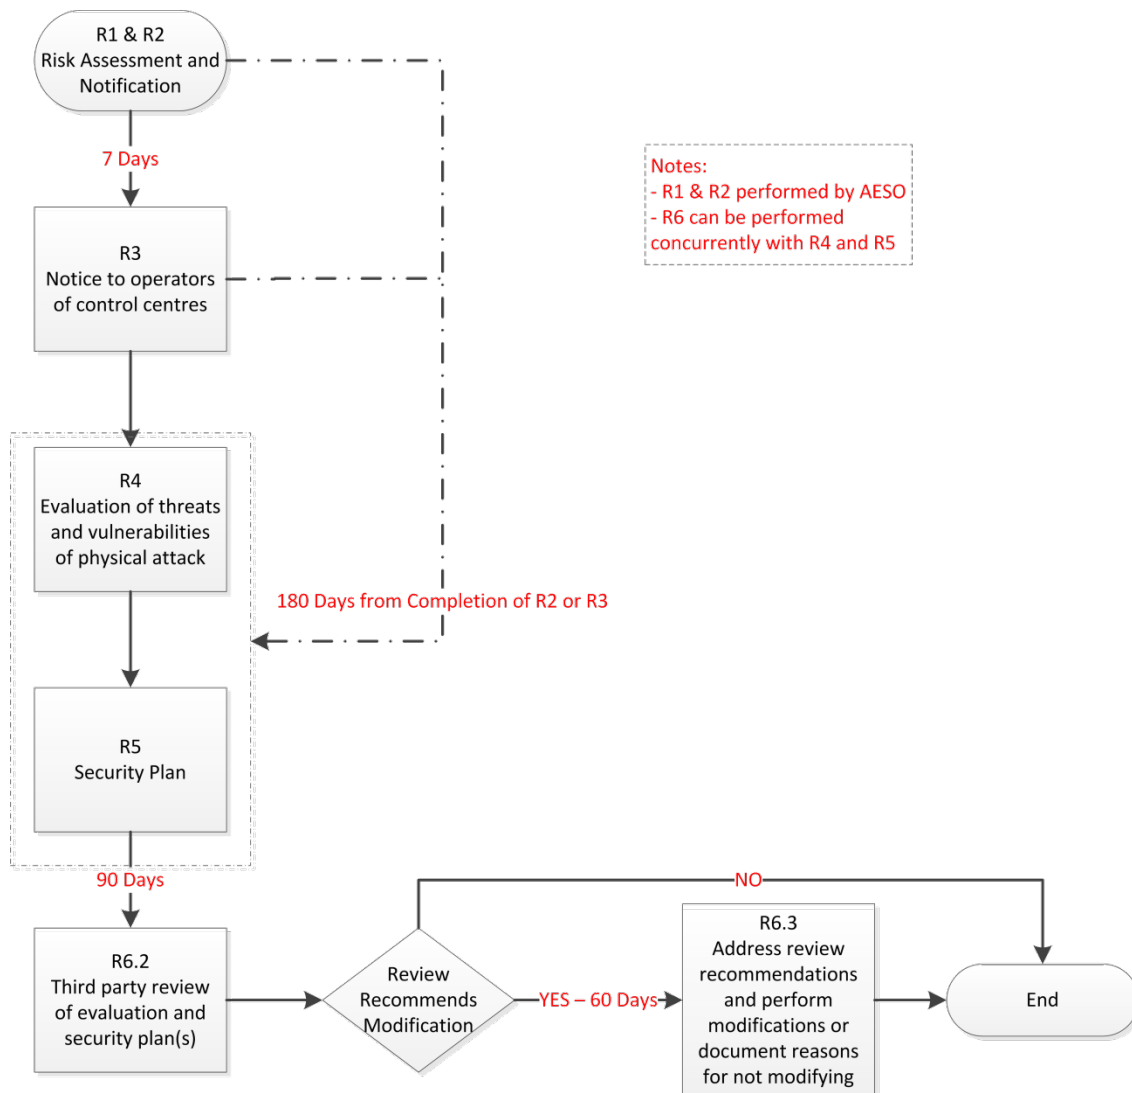 R1 & R2
Risk Assessment and
Notification
7 Days
Notes:
- R1 & R2 performed by AESO
- R6 can be performed
concurrently with R4 and R5
R3
Notice to operators
of control centres
R4
Evaluation of threats
and vulnerabilities
of physical attack
180 Days from Completion of R2 or R3
R5
Security Plan
90 Days
NO
R6.2
Third party review
of evaluation and
security plan(s)
Review
Recommends
Modification
YES – 60 Days
R6.3
Address review
recommendations
and perform
modifications or
document reasons
for not modifying
End